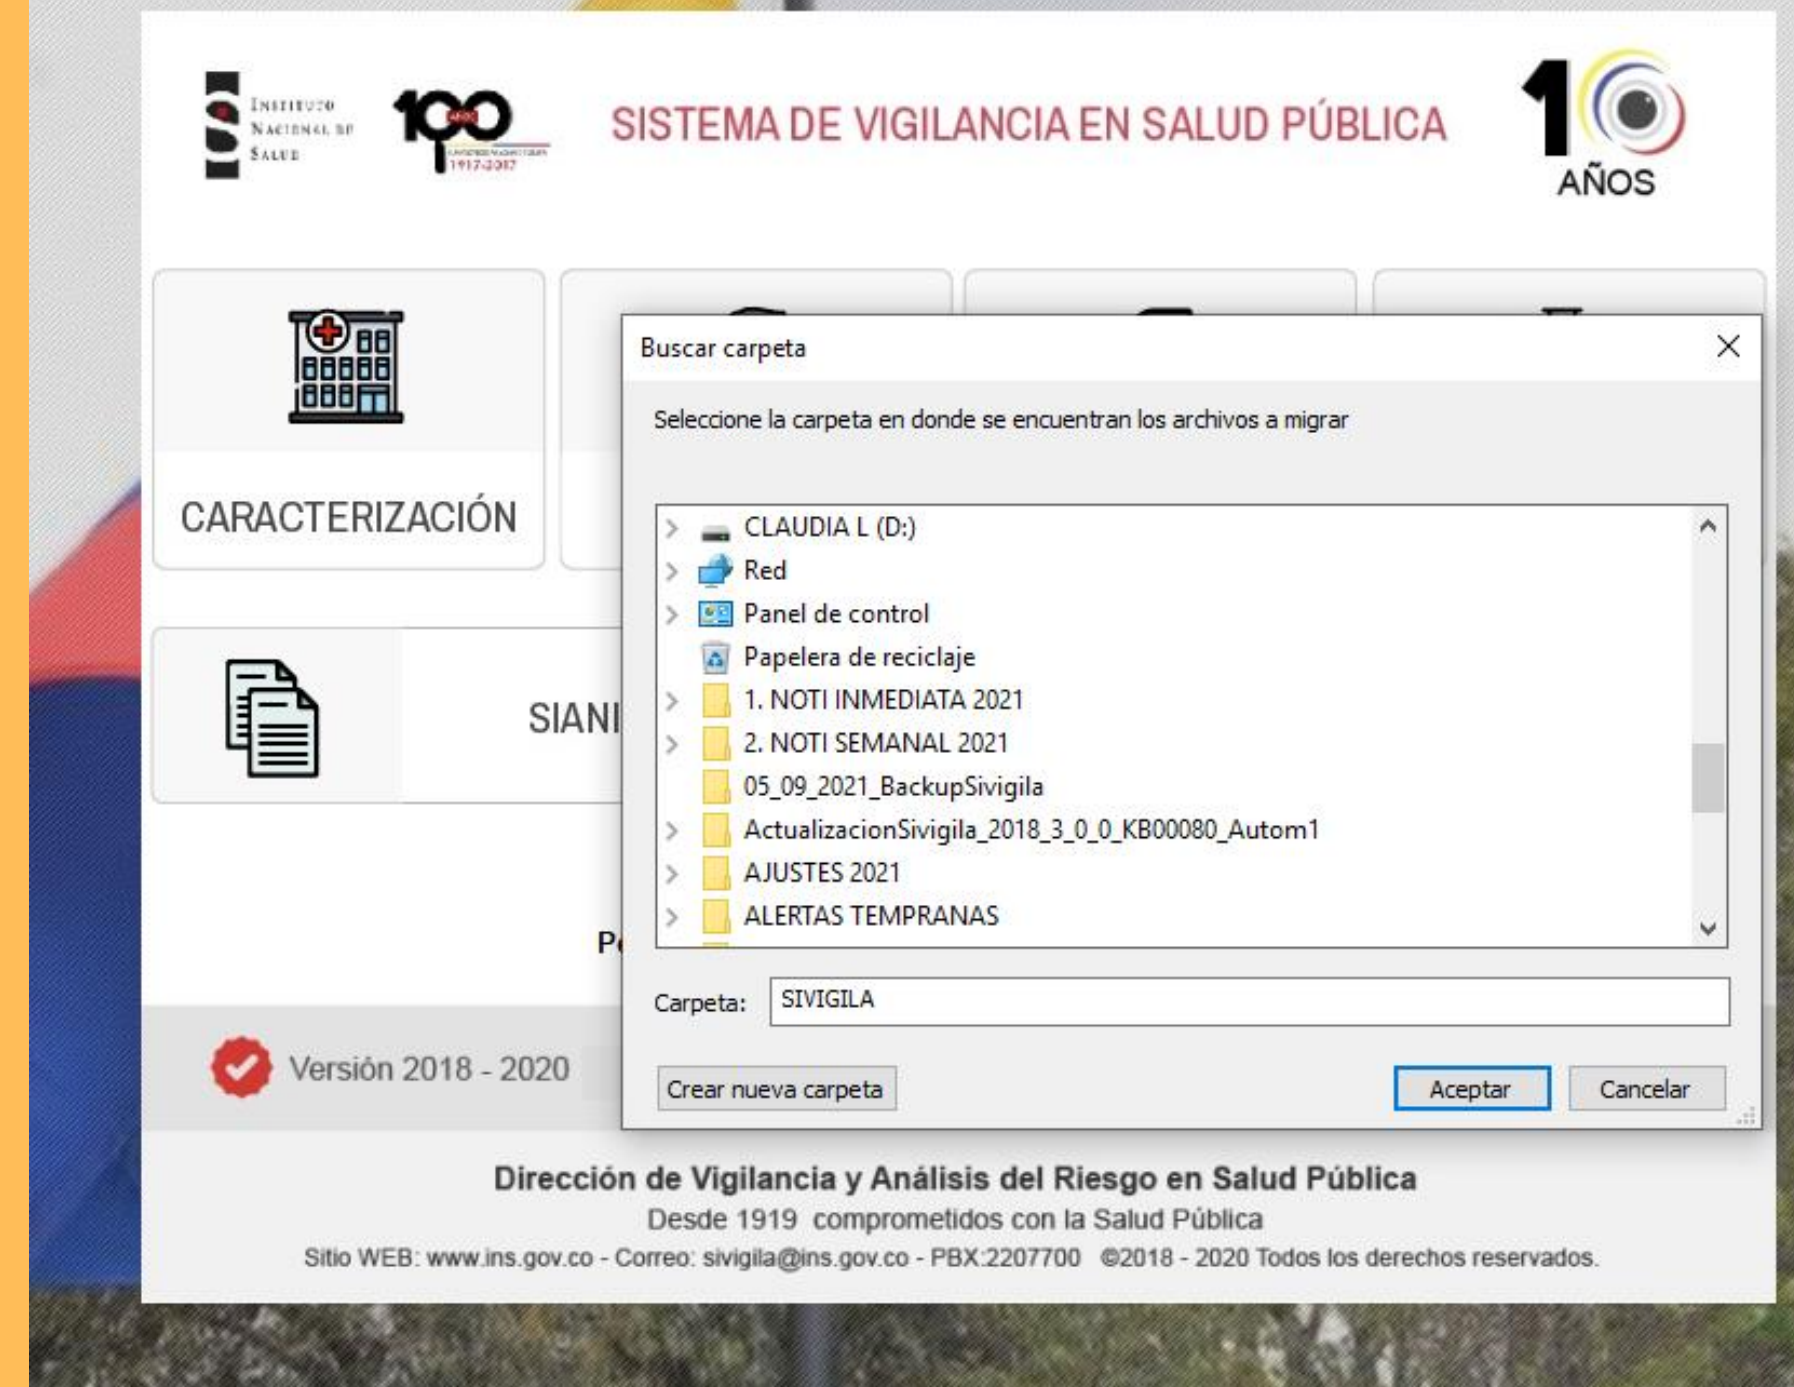 INSTITUTO
NACIONAL DE
SALUD
100
AÑOS
1917-2017
SISTEMA DE VIGILANCIA EN SALUD PÚBLICA
10
AÑOS
CARACTERIZACIÓN
SIANI
Buscar carpeta
Seleccione la carpeta en donde se encuentran los archivos a migrar
CLAUDIA L (D:)
Red
Panel de control
Papelera de reciclaje
1. NOTI INMEDIATA 2021
2. NOTI SEMANAL 2021
05_09_2021_BackupSivigila
ActualizacionSivigila_2018_3_0_0_KB00080_Autom1
AJUSTES 2021
ALERTAS TEMPRANAS
Carpeta: SIVIGILA
Crear nueva carpeta Aceptar Cancelar
Versión 2018 - 2020
Dirección de Vigilancia y Análisis del Riesgo en Salud Pública
Desde 1919 comprometidos con la Salud Pública
Sitio WEB: www.ins.gov.co - Correo: sivigila@ins.gov.co - PBX:2207700 ©2018 - 2020 Todos los derechos reservados.